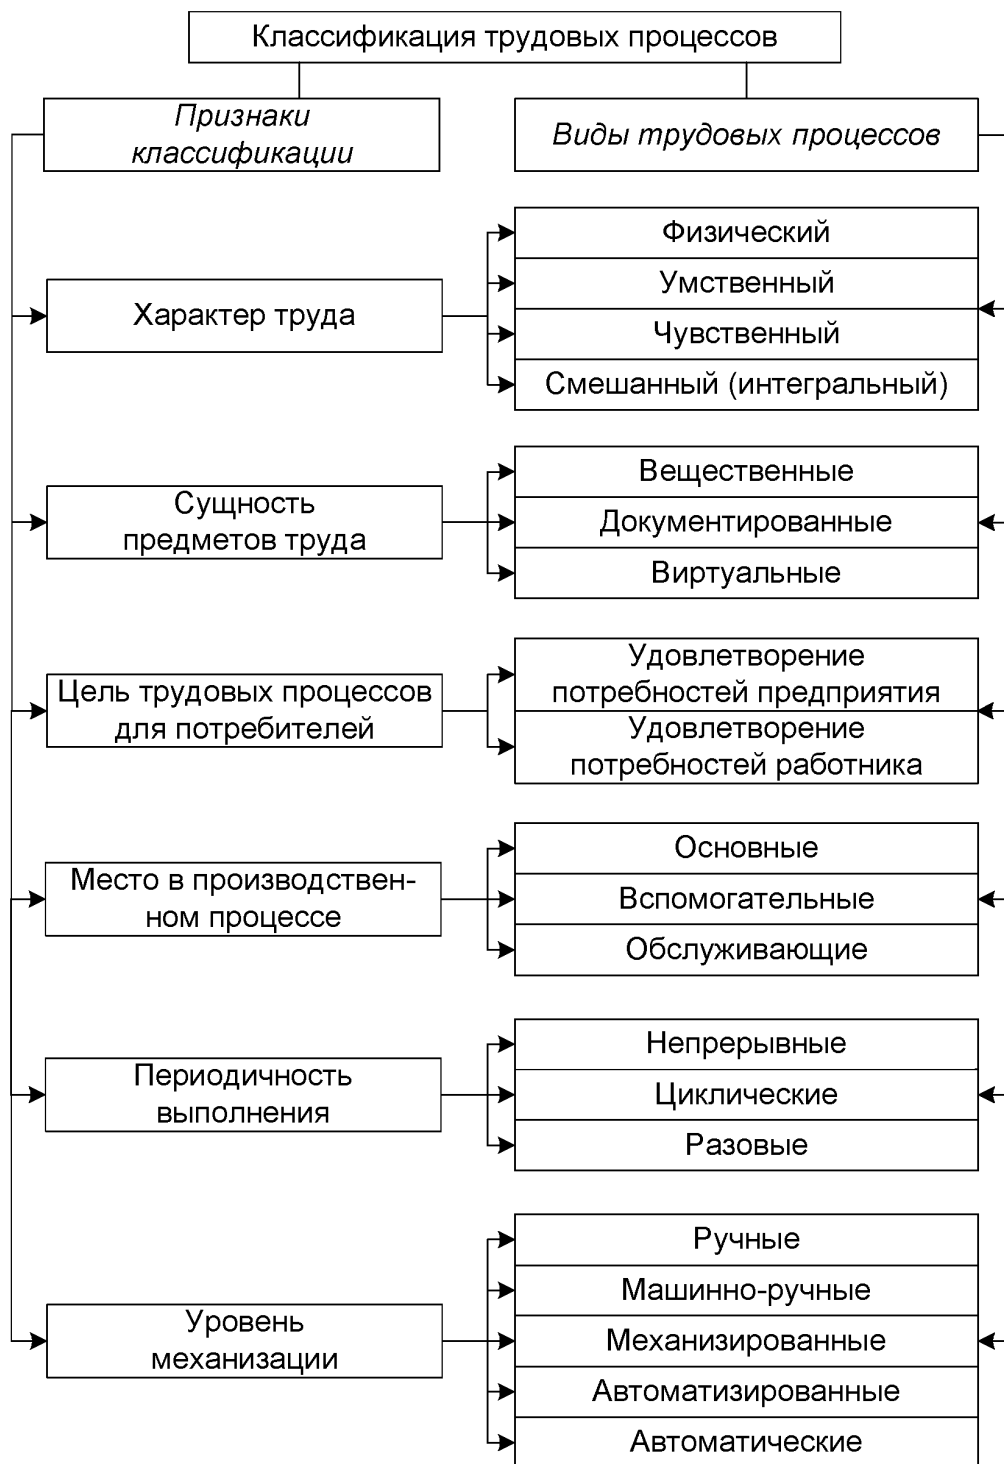 Классификация трудовых процессов
Признаки
классификации
Виды трудовых процессов
Характер труда
Физический
Умственный
Чувственный
Смешанный (интегральный)
Сущность
предметов труда
Вещественные
Документированные
Виртуальные
Цель трудовых процессов
для потребителей
Удовлетворение
потребностей предприятия
Удовлетворение
потребностей работника
Место в производствен-
ном процессе
Основные
Вспомогательные
Обслуживающие
Периодичность
выполнения
Непрерывные
Циклические
Разовые
Уровень
механизации
Ручные
Машинно-ручные
Механизированные
Автоматизированные
Автоматические